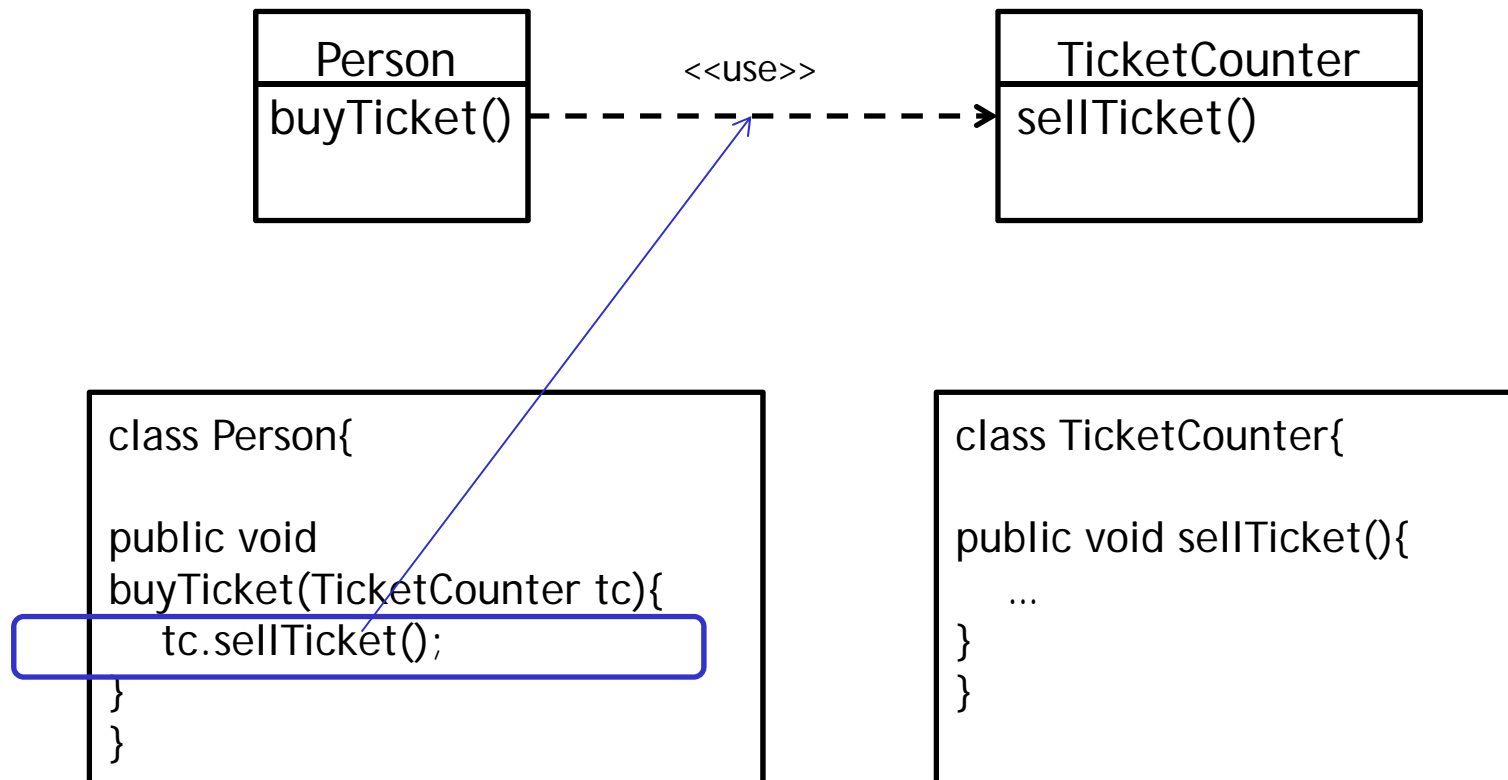 Person
buyTicket()
<<use>>
TicketCounter
sellTicket()
class Person{
public void
buyTicket(TicketCounter tc){
tc.sellTicket();
}
}
class TicketCounter{
public void sellTicket(){
...
}
}